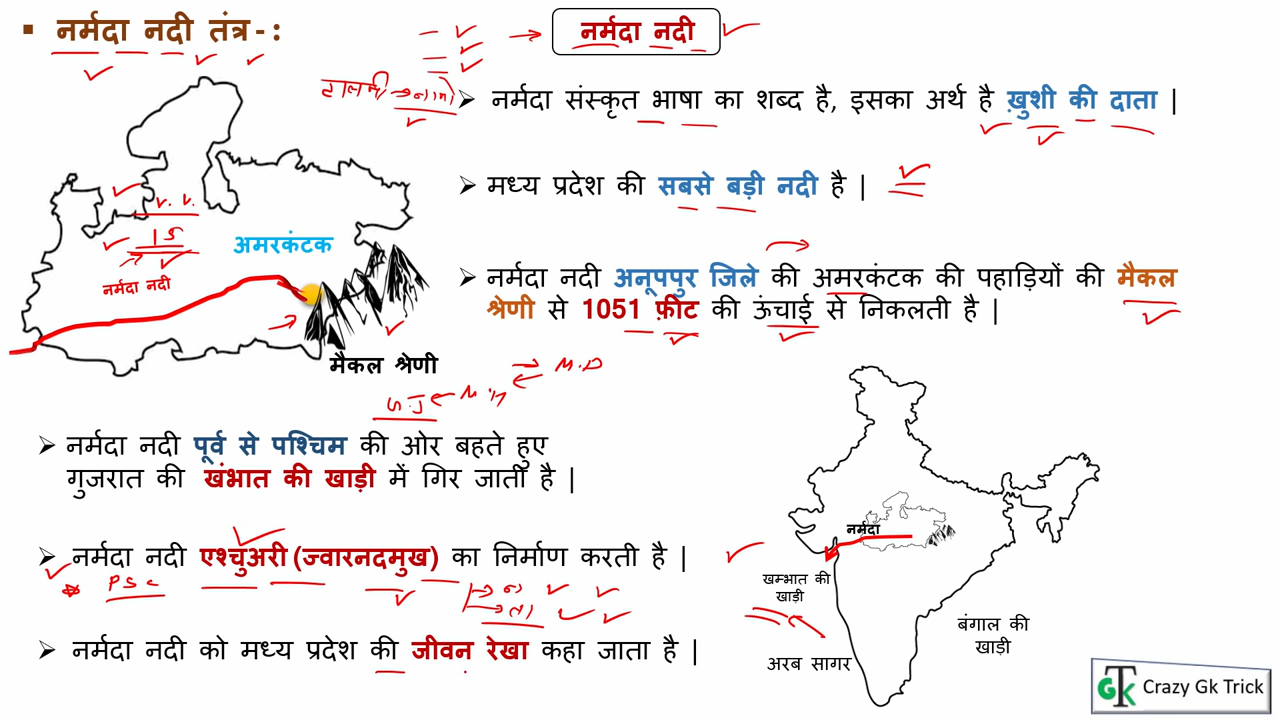 ▪ नर्मदा नदी तंत्र-:
नर्मदा नदी
➢ नर्मदा संस्कृत भाषा का शब्द है, इसका अर्थ है ख़ुशी की दाता |
➢ मध्य प्रदेश की सबसे बड़ी नदी है |
➢ नर्मदा नदी अनूपपुर जिले की अमरकंटक की पहाड़ियों की मैकल
श्रेणी से 1051 फ़ीट की ऊंचाई से निकलती है |
अमरकंटक
नर्मदा नदी
मैकल श्रेणी
M.D
➢ नर्मदा नदी पूर्व से पश्चिम की ओर बहते हुए
गुजरात की खंभात की खाड़ी में गिर जाती है |
➢ नर्मदा नदी एश्चुअरी (ज्वारनदमुख) का निर्माण करती है |
PSC
➢ नर्मदा नदी को मध्य प्रदेश की जीवन रेखा कहा जाता है |
नर्मदा
खम्भात की
खाड़ी
बंगाल की
खाड़ी
अरब सागर
GTK Crazy Gk Trick